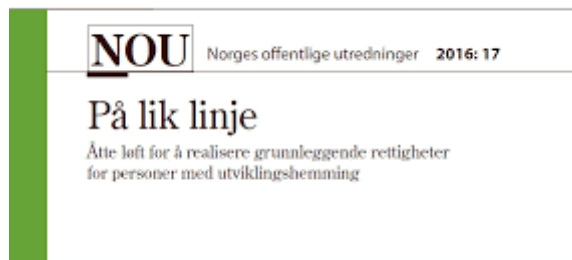 NOU Norges offentlige utredninger 2016: 17
På lik linje
Åtte løft for å realisere grunnleggende rettigheter
for personer med utviklingshemming